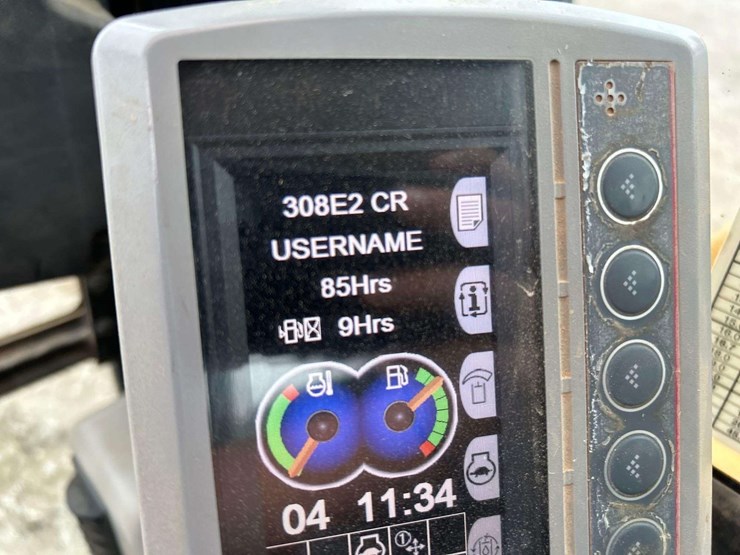 308E2 CR
USERNAME
85Hrs
9Hrs
04 11:34